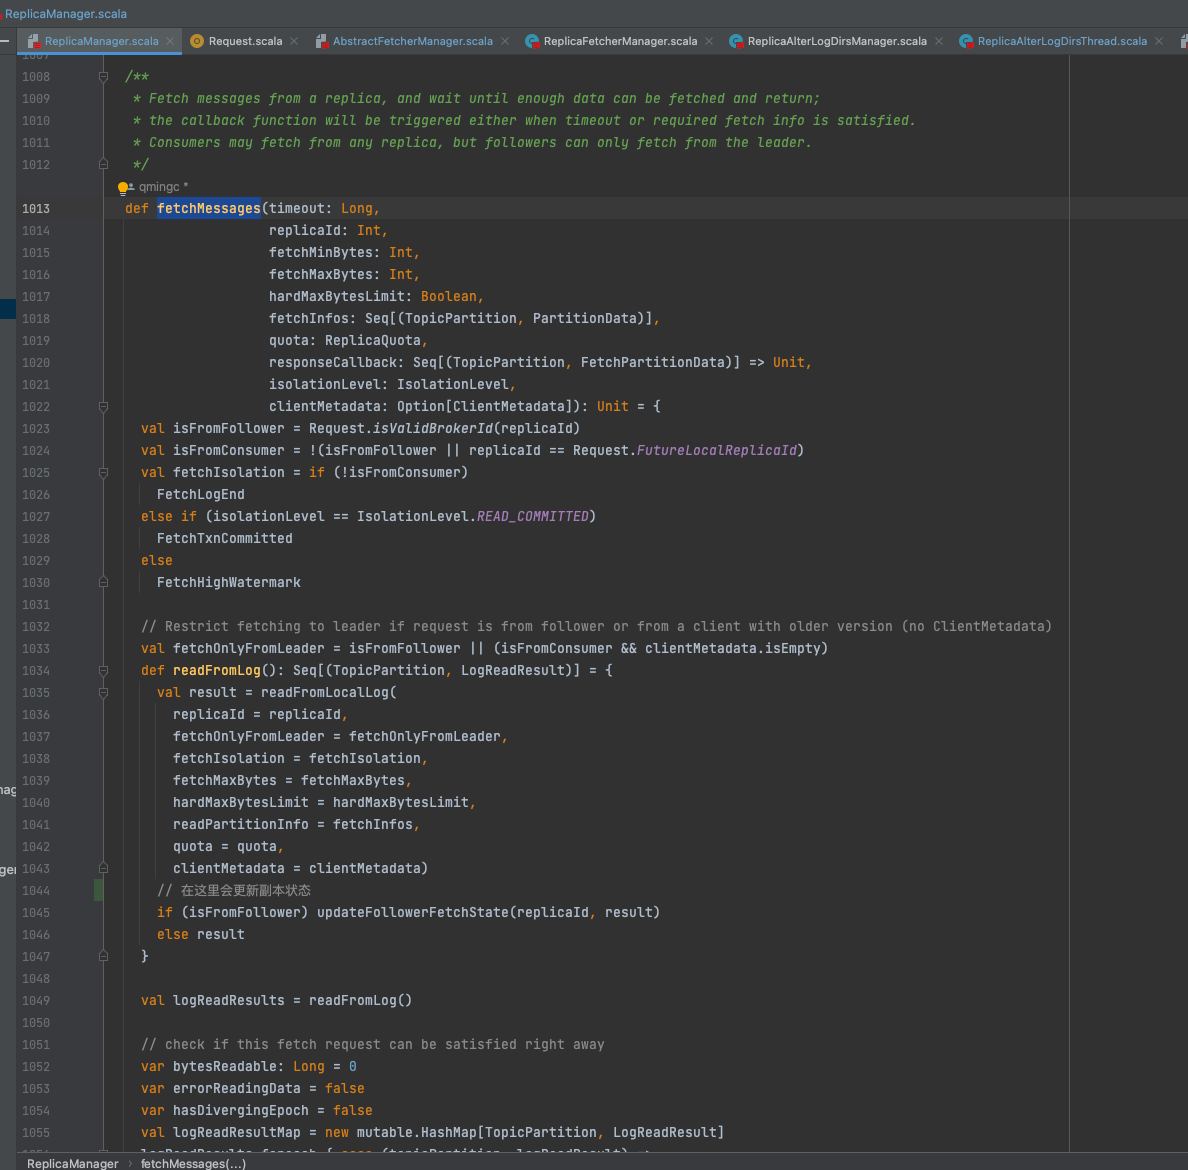 ReplicaManager.scala
ReplicaManager.scala Request.scala AbstractFetcherManager.scala ReplicaFetcherManager.scala ReplicaAlterLogDirsManager.scala ReplicaAlterLogDirsThread.scala
1007
1008 /**
1009 * Fetch messages from a replica, and wait until enough data can be fetched and return;
1010 * the callback function will be triggered either when timeout or required fetch info is satisfied.
1011 * Consumers may fetch from any replica, but followers can only fetch from the leader.
1012 */
qmingc *
1013 def fetchMessages(timeout: Long,
1014 replicaId: Int,
1015 fetchMinBytes: Int,
1016 fetchMaxBytes: Int,
1017 hardMaxBytesLimit: Boolean,
1018 fetchInfos: Seq[(TopicPartition, PartitionData)],
1019 quota: ReplicaQuota,
1020 responseCallback: Seq[(TopicPartition, FetchPartitionData)] => Unit,
1021 isolationLevel: IsolationLevel,
1022 clientMetadata: Option[ClientMetadata]): Unit = {
1023 val isFromFollower = Request.isValidBrokerId(replicaId)
1024 val isFromConsumer = !(isFromFollower || replicaId == Request.FutureLocalReplicaId)
1025 val fetchIsolation = if (!isFromConsumer)
1026 FetchLogEnd
1027 else if (isolationLevel == IsolationLevel.READ_COMMITTED)
1028 FetchTxnCommitted
1029 else
1030 FetchHighWatermark
1031
1032 // Restrict fetching to leader if request is from follower or from a client with older version (no ClientMetadata)
1033 val fetchOnlyFromLeader = isFromFollower || (isFromConsumer && clientMetadata.isEmpty)
1034 def readFromLog(): Seq[(TopicPartition, LogReadResult)] = {
1035 val result = readFromLocalLog(
1036 replicaId = replicaId,
1037 fetchOnlyFromLeader = fetchOnlyFromLeader,
1038 fetchIsolation = fetchIsolation,
1039 fetchMaxBytes = fetchMaxBytes,
nag
1040 hardMaxBytesLimit = hardMaxBytesLimit,
1041 readPartitionInfo = fetchInfos,
1042 quota = quota,
ger
1043 clientMetadata = clientMetadata)
1044 // 在这里会更新副本状态
1045 if (isFromFollower) updateFollowerFetchState(replicaId, result)
1046 else result
1047 }
1048
1049 val logReadResults = readFromLog()
1050
1051 // check if this fetch request can be satisfied right away
1052 var bytesReadable: Long = 0
1053 var errorReadingData = false
1054 var hasDivergingEpoch = false
1055 val logReadResultMap = new mutable.HashMap[TopicPartition, LogReadResult]
logReadResults.foreach { case (topicPartition, logReadResult) =>
ReplicaManager › fetchMessages(...)